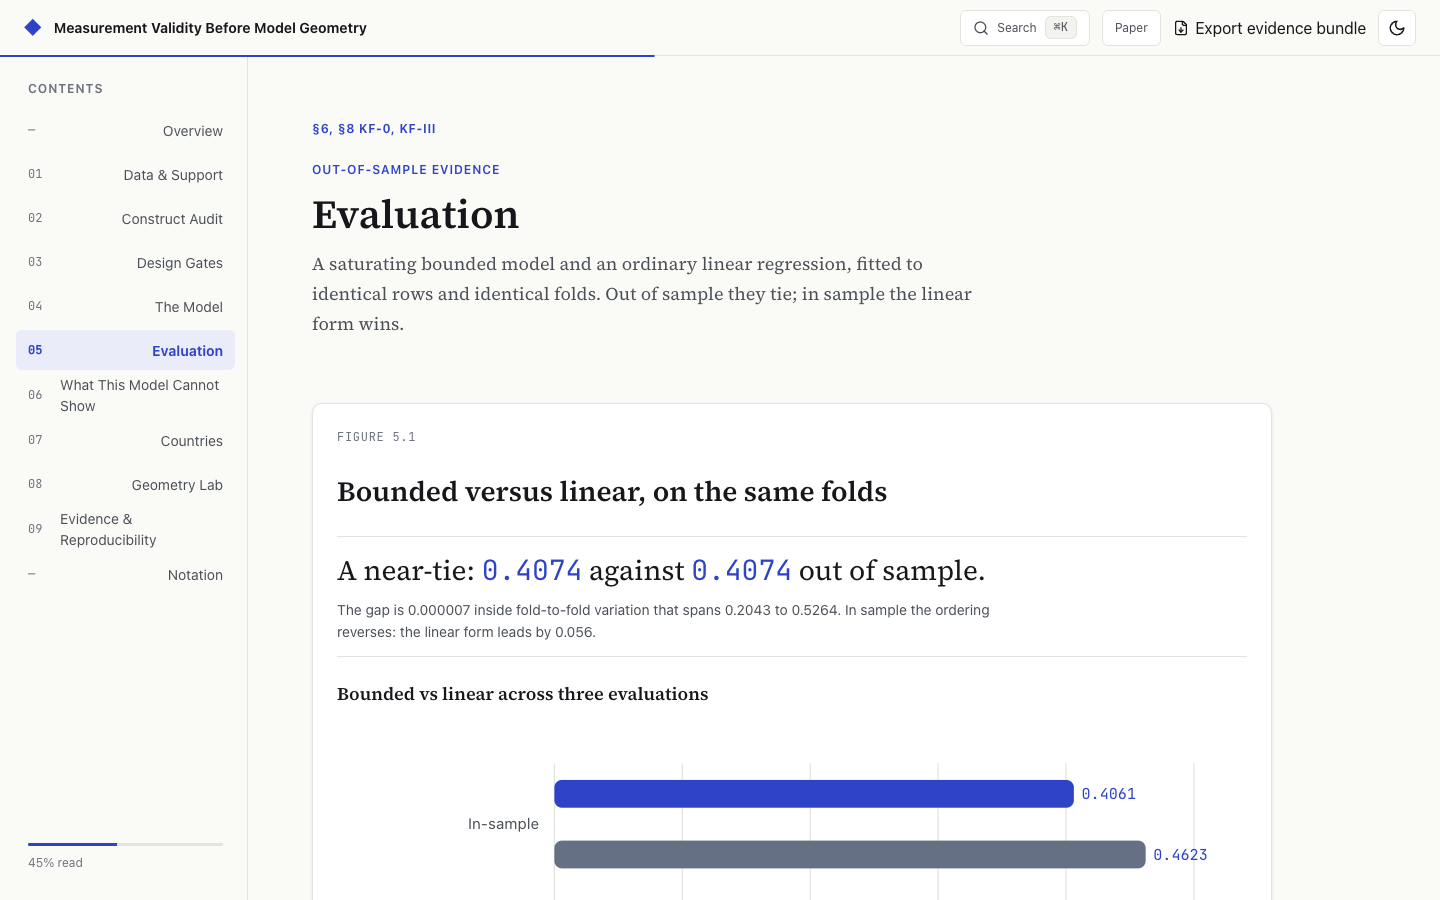 Measurement Validity Before Model Geometry
Search ⌘K
Paper
Export evidence bundle
CONTENTS
— Overview
01 Data & Support
02 Construct Audit
03 Design Gates
04 The Model
05 Evaluation
06 What This Model Cannot
Show
07 Countries
08 Geometry Lab
09 Evidence &
Reproducibility
— Notation
45% read
§6, §8 KF-0, KF-III
OUT-OF-SAMPLE EVIDENCE
Evaluation
A saturating bounded model and an ordinary linear regression, fitted to
identical rows and identical folds. Out of sample they tie; in sample the linear
form wins.
FIGURE 5.1
Bounded versus linear, on the same folds
A near-tie: 0.4074 against 0.4074 out of sample.
The gap is 0.000007 inside fold-to-fold variation that spans 0.2043 to 0.5264. In sample the ordering
reverses: the linear form leads by 0.056.
Bounded vs linear across three evaluations
0.4061
In-sample
0.4623